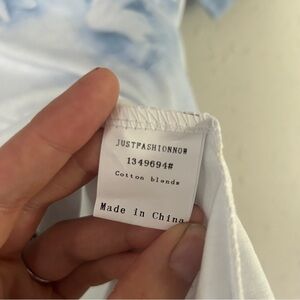 JUSTFASHIONNOW
1349694#
Cotton blends
Made in China